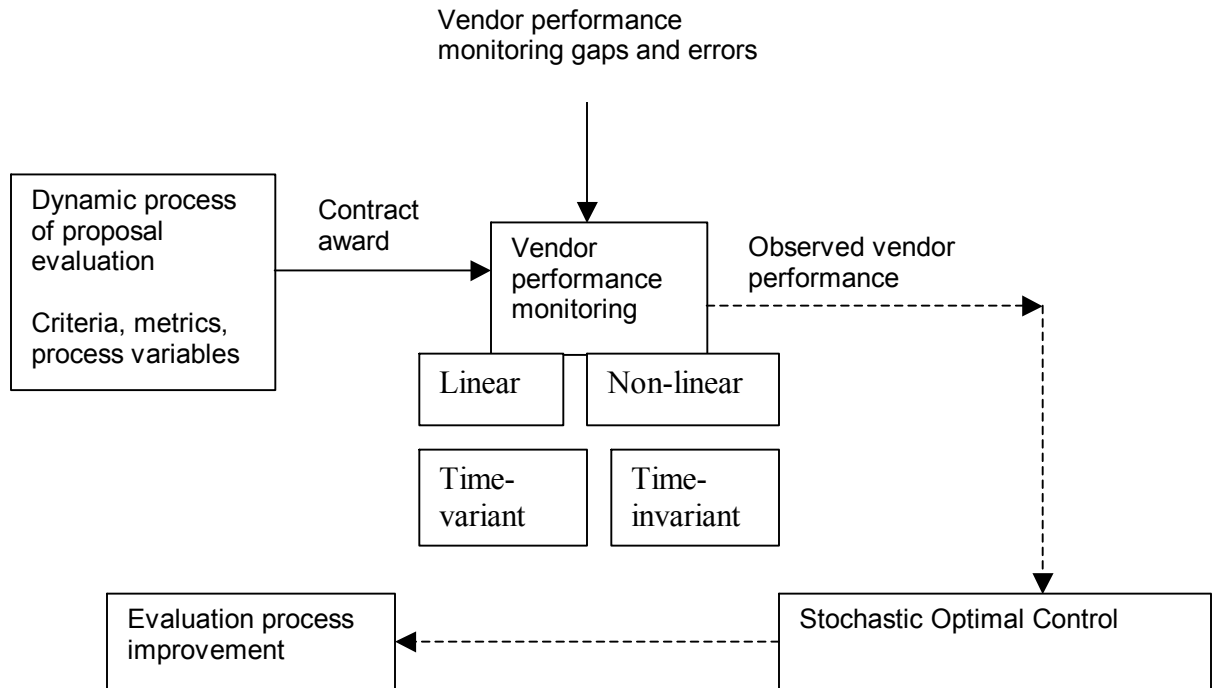 Vendor performance
monitoring gaps and errors
Dynamic process
of proposal
evaluation
Criteria, metrics,
process variables
Contract
award
Vendor
performance
monitoring
Observed vendor
performance
Linear
Non-linear
Time-
variant
Time-
invariant
Evaluation process
improvement
Stochastic Optimal Control